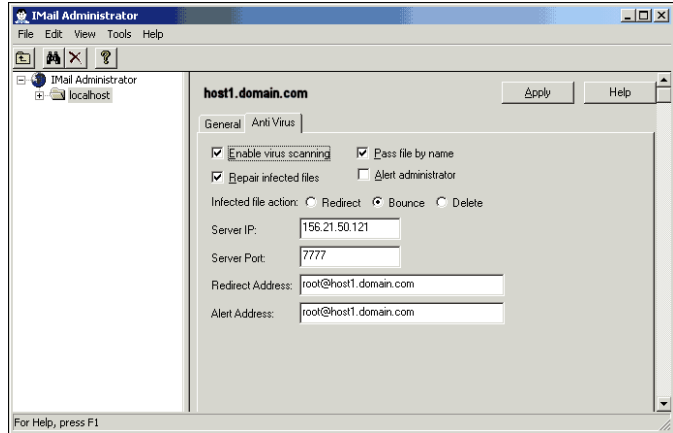 IMail Administrator
File Edit View Tools Help
IMail Administrator
localhost
host1.domain.com
Apply
Help
General
Anti Virus
Enable virus scanning
Pass file by name
Repair infected files
Alert administrator
Infected file action: Redirect Bounce Delete
Server IP: 156.21.50.121
Server Port: 7777
Redirect Address: root@host1.domain.com
Alert Address: root@host1.domain.com
For Help, press F1